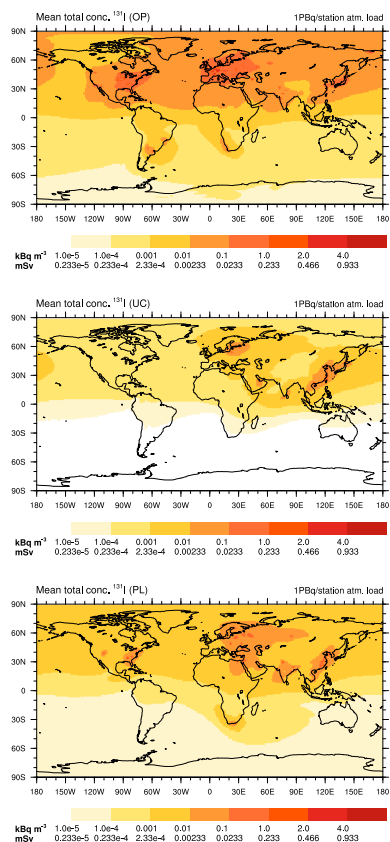 Mean total conc. ¹³¹I (OP) 1PBq/station atm. load
90N
60N
30N
0
30S
60S
90S
180 150W 120W 90W 60W 30W 0 30E 60E 90E 120E 150E 180
kBq m⁻³ 1.0e-5 1.0e-4 0.001 0.01 0.1 1.0 2.0 4.0
mSv 0.233e-5 0.233e-4 2.33e-4 0.00233 0.0233 0.233 0.466 0.933
Mean total conc. ¹³¹I (UC) 1PBq/station atm. load
90N
60N
30N
0
30S
60S
90S
180 150W 120W 90W 60W 30W 0 30E 60E 90E 120E 150E 180
kBq m⁻³ 1.0e-5 1.0e-4 0.001 0.01 0.1 1.0 2.0 4.0
mSv 0.233e-5 0.233e-4 2.33e-4 0.00233 0.0233 0.233 0.466 0.933
Mean total conc. ¹³¹I (PL) 1PBq/station atm. load
90N
60N
30N
0
30S
60S
90S
180 150W 120W 90W 60W 30W 0 30E 60E 90E 120E 150E 180
kBq m⁻³ 1.0e-5 1.0e-4 0.001 0.01 0.1 1.0 2.0 4.0
mSv 0.233e-5 0.233e-4 2.33e-4 0.00233 0.0233 0.233 0.466 0.933